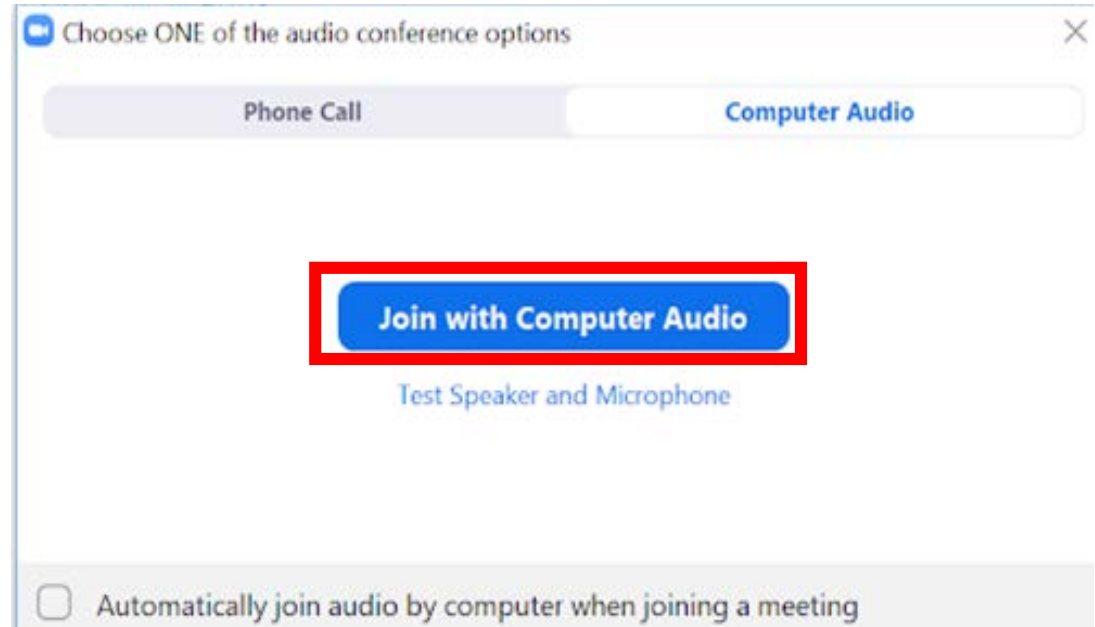 Choose ONE of the audio conference options
Phone Call
Computer Audio
Join with Computer Audio
Test Speaker and Microphone
Automatically join audio by computer when joining a meeting